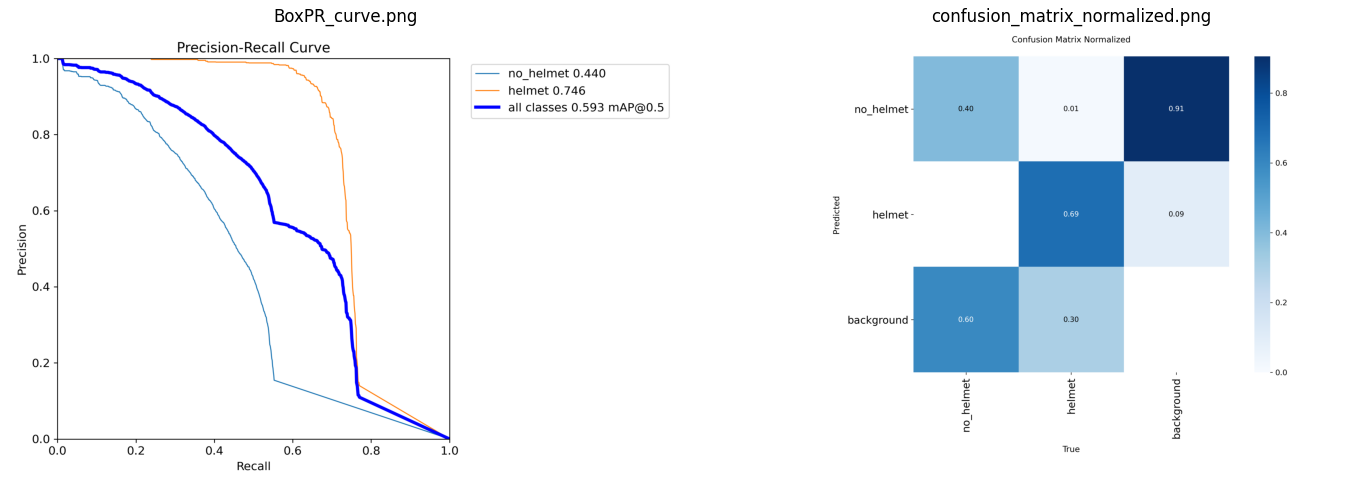 BoxPR_curve.png
Precision-Recall Curve
1.0
0.8
0.6
0.4
0.2
0.0
Precision
0.0 0.2 0.4 0.6 0.8 1.0
Recall
no_helmet 0.440
helmet 0.746
all classes 0.593 mAP@0.5
confusion_matrix_normalized.png
Confusion Matrix Normalized
Predicted
no_helmet 0.40 0.01 0.91
helmet 0.69 0.09
background 0.60 0.30
no_helmet helmet background
True
0.8
0.6
0.4
0.2
0.0